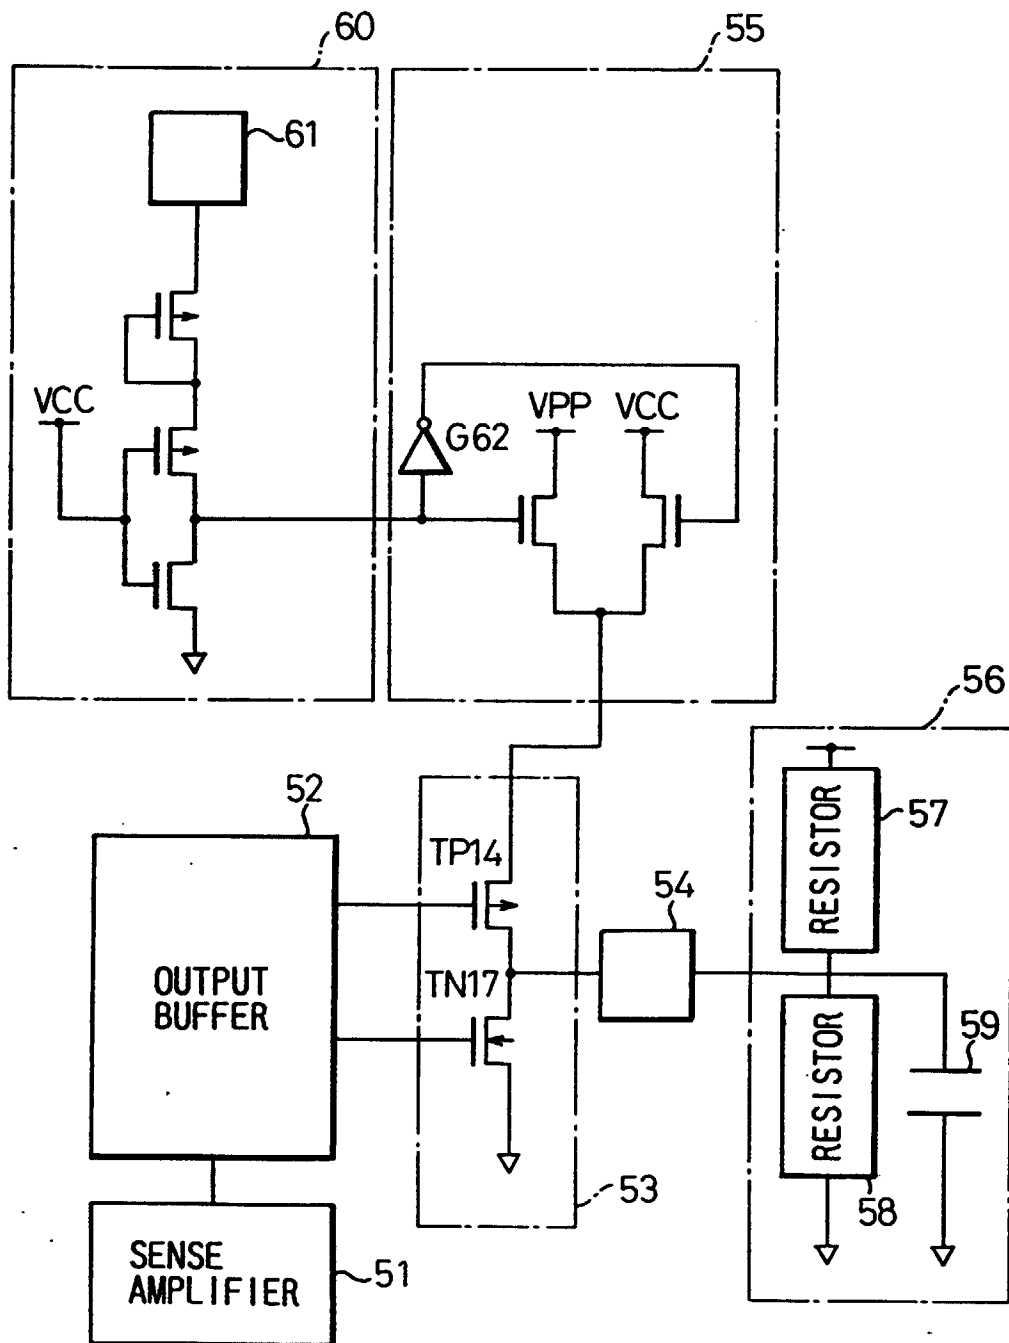 60
55
61
VCC
G62
VPP
VCC
56
52
TP14
54
RESISTOR
57
OUTPUT
BUFFER
TN17
RESISTOR
59
53
58
SENSE
AMPLIFIER
51